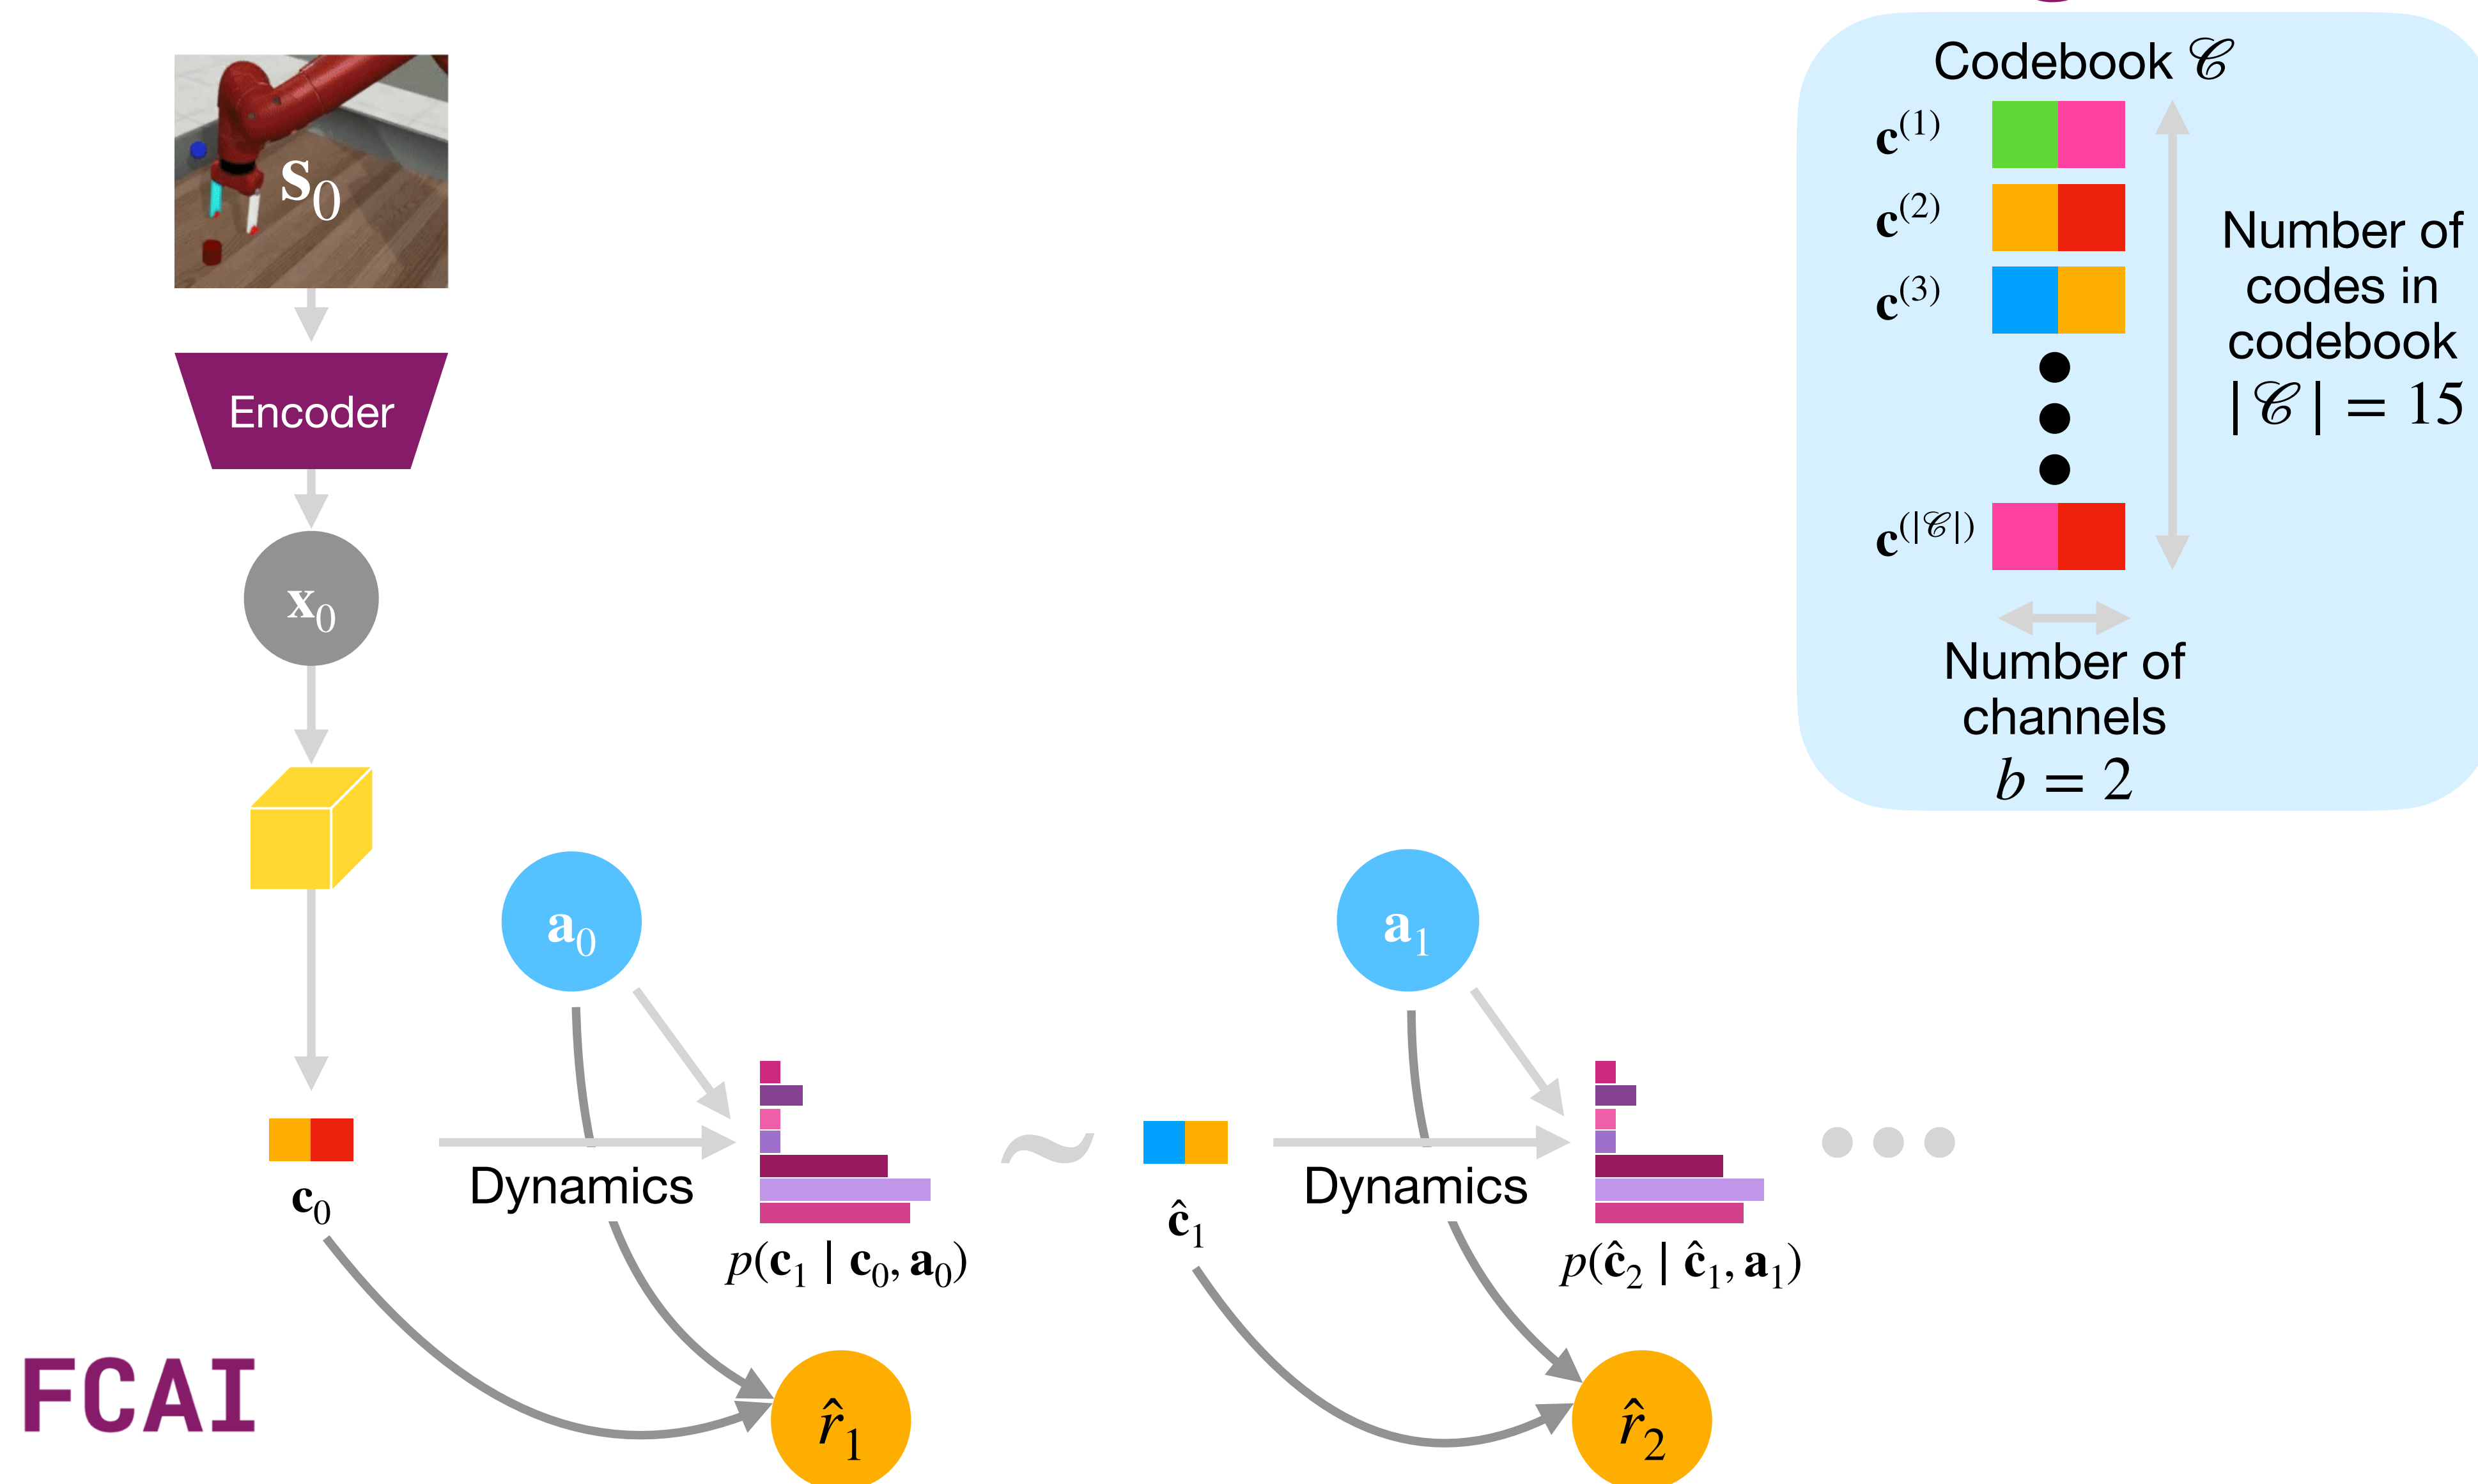 Codebook 𝒞
c^(1)
c^(2)
c^(3)
c^(|𝒞|)
Number of
codes in
codebook
|𝒞| = 15
Number of
channels
b = 2
s₀
Encoder
x₀
a₀
a₁
c₀
Dynamics
p(c₁ | c₀, a₀)
~
ĉ₁
Dynamics
p(ĉ₂ | ĉ₁, a₁)
r̂₁
r̂₂
FCAI